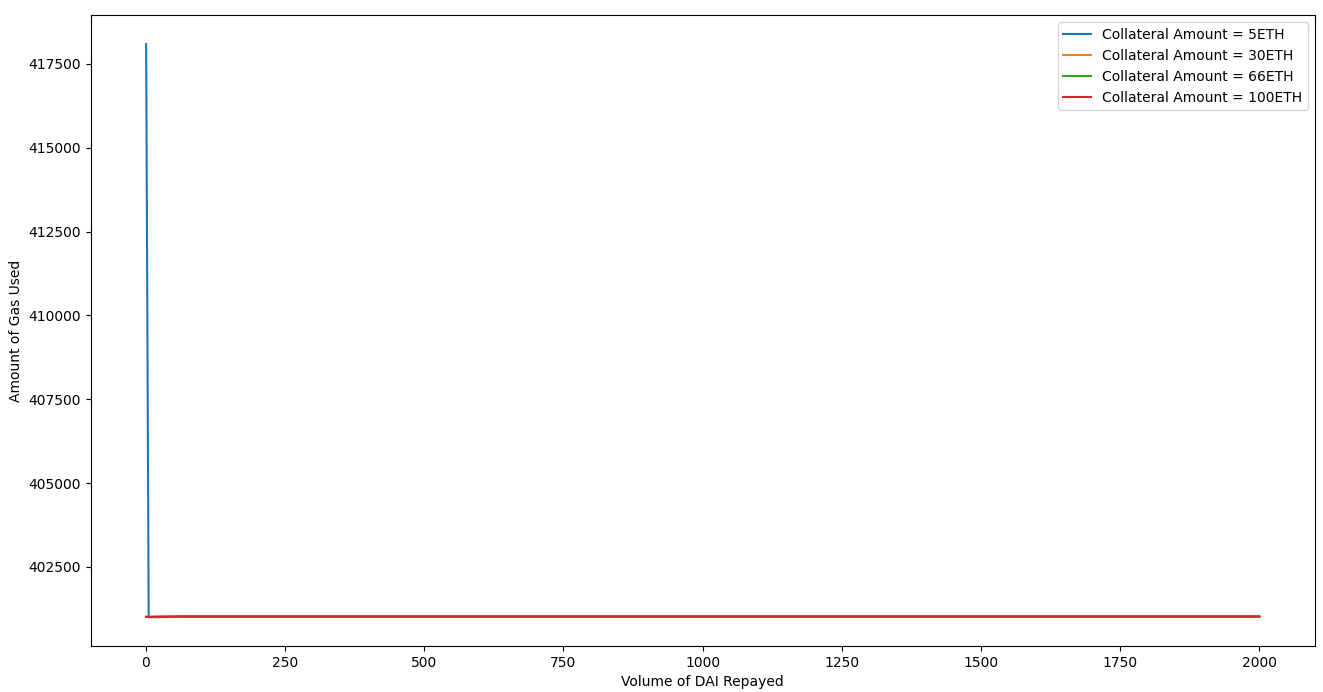 Collateral Amount = 5ETH
Collateral Amount = 30ETH
Collateral Amount = 66ETH
Collateral Amount = 100ETH
Amount of Gas Used
417500
415000
412500
410000
407500
405000
402500
0 250 500 750 1000 1250 1500 1750 2000
Volume of DAI Repayed